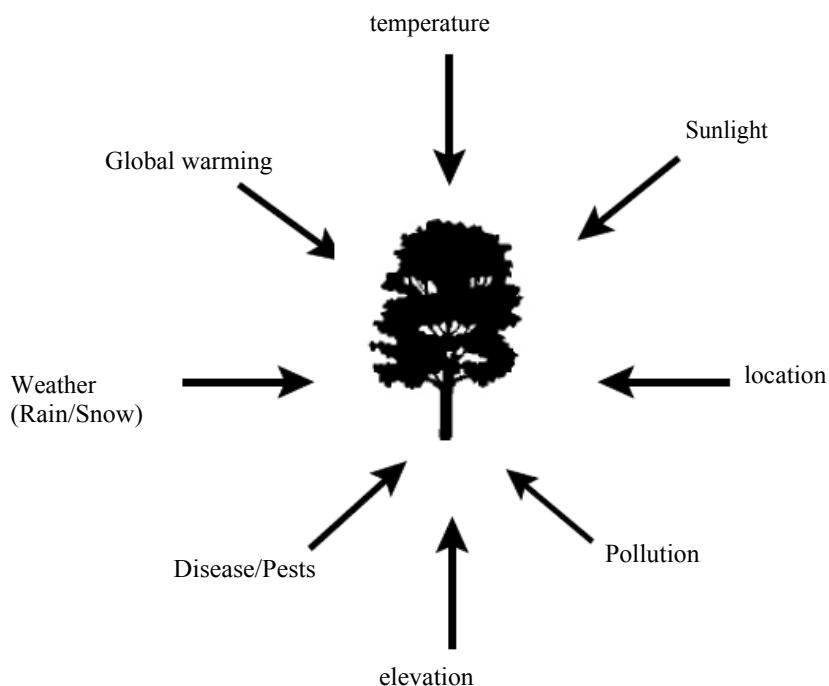 temperature
Sunlight
Global warming
location
Weather
(Rain/Snow)
Pollution
Disease/Pests
elevation